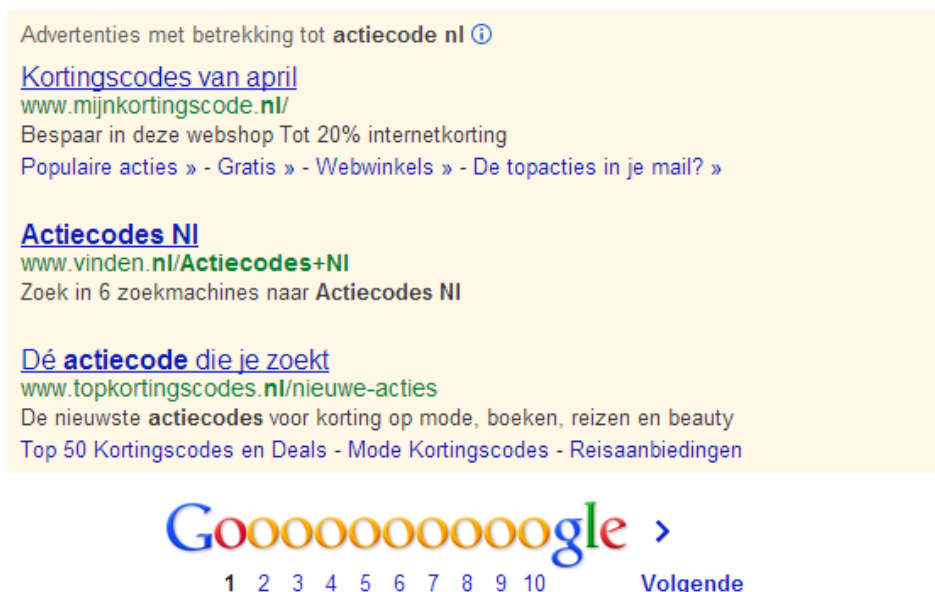 Advertenties met betrekking tot actiecode nl
Kortingscodes van april
www.mijnkortingscode.nl/
Bespaar in deze webshop Tot 20% internetkorting
Populaire acties » - Gratis » - Webwinkels » - De topacties in je mail? »
Actiecodes Nl
www.vinden.nl/Actiecodes+Nl
Zoek in 6 zoekmachines naar Actiecodes Nl
Dé actiecode die je zoekt
www.topkortingscodes.nl/nieuwe-acties
De nieuwste actiecodes voor korting op mode, boeken, reizen en beauty
Top 50 Kortingscodes en Deals - Mode Kortingscodes - Reisaanbiedingen
Goooooooooogle >
1 2 3 4 5 6 7 8 9 10 Volgende